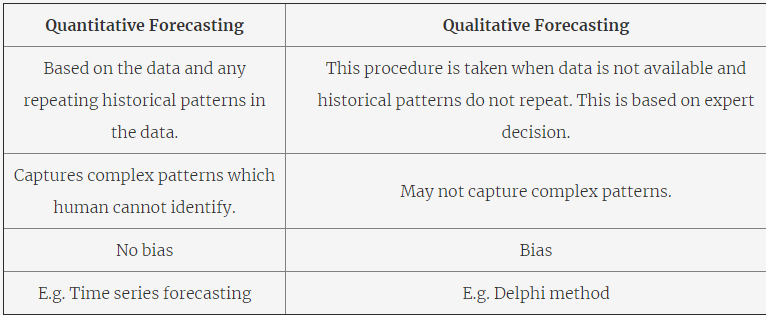 Quantitative Forecasting
Qualitative Forecasting
Based on the data and any
repeating historical patterns in
the data.
This procedure is taken when data is not available and
historical patterns do not repeat. This is based on expert
decision.
Captures complex patterns which
human cannot identify.
May not capture complex patterns.
No bias
Bias
E.g. Time series forecasting
E.g. Delphi method